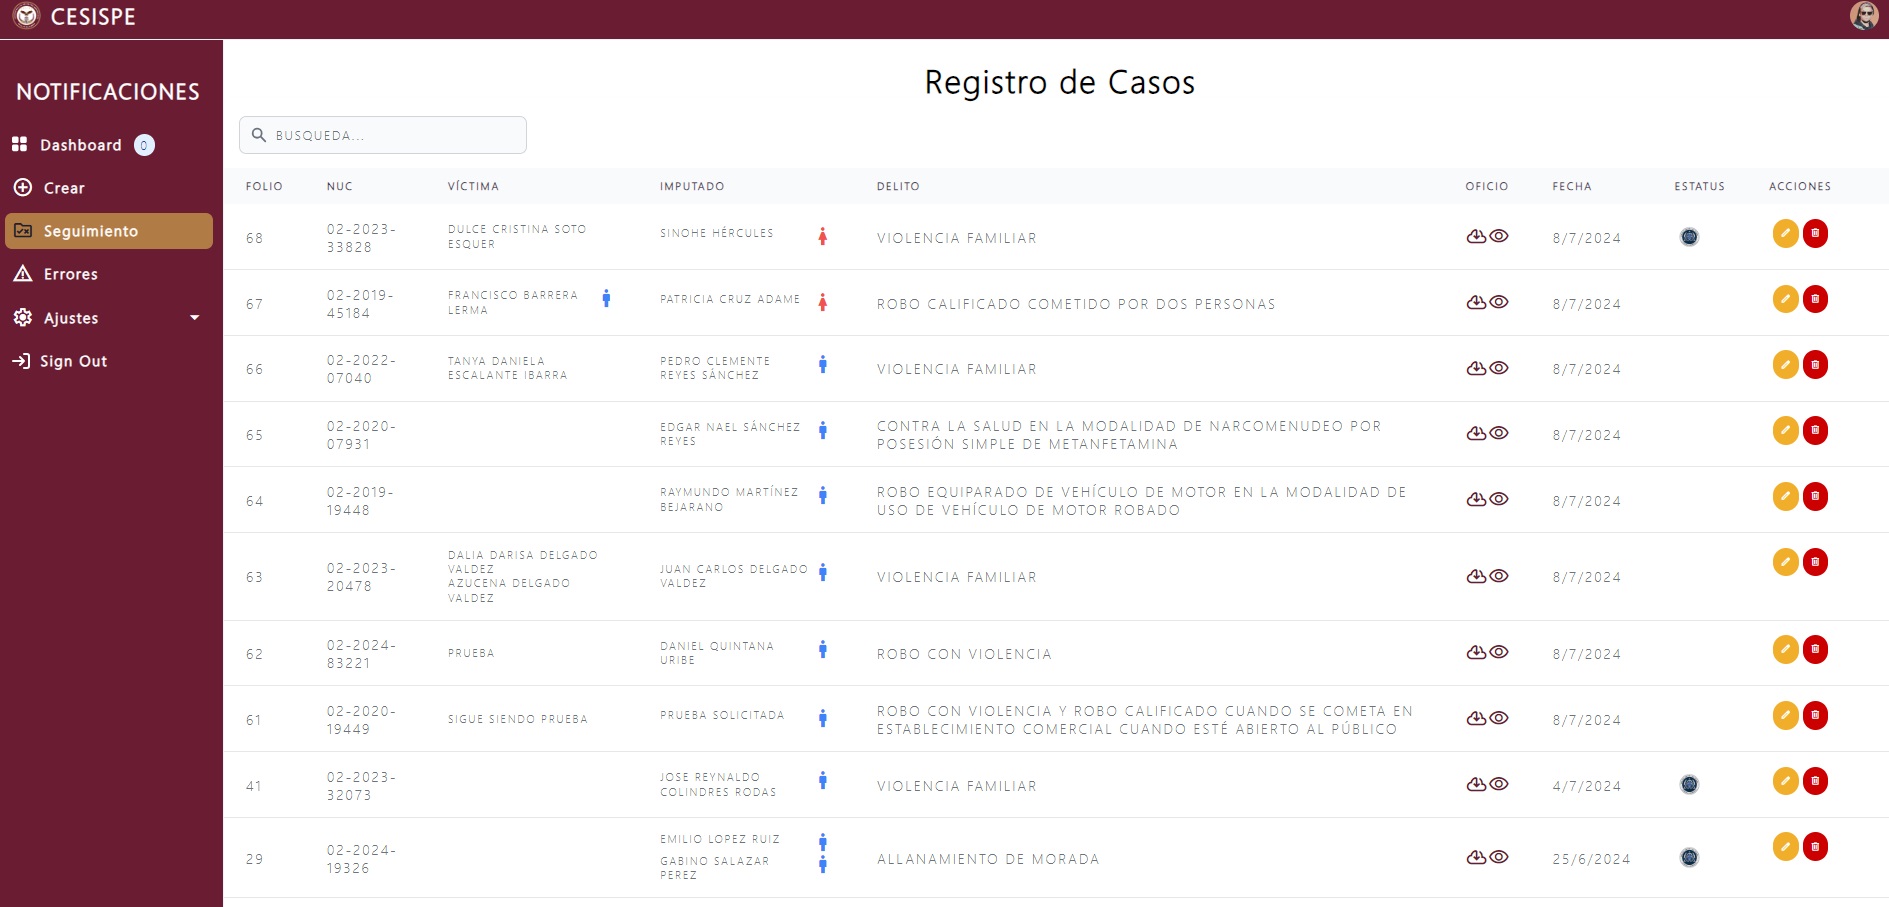 CESISPE
NOTIFICACIONES
Dashboard 0
Crear
Seguimiento
Errores
Ajustes
Sign Out
Registro de Casos
BUSQUEDA...
FOLIO NUC VÍCTIMA IMPUTADO DELITO OFICIO FECHA ESTATUS ACCIONES
68
02-2023-
33828
DULCE CRISTINA SOTO
ESQUER
SINOHE HÉRCULES
VIOLENCIA FAMILIAR
8/7/2024
67
02-2019-
45184
FRANCISCO BARRERA
LERMA
PATRICIA CRUZ ADAME
ROBO CALIFICADO COMETIDO POR DOS PERSONAS
8/7/2024
66
02-2022-
07040
TANYA DANIELA
ESCALANTE IBARRA
PEDRO CLEMENTE
REYES SÁNCHEZ
VIOLENCIA FAMILIAR
8/7/2024
65
02-2020-
07931
EDGAR NAEL SÁNCHEZ
REYES
CONTRA LA SALUD EN LA MODALIDAD DE NARCOMENUDEO POR
POSESIÓN SIMPLE DE METANFETAMINA
8/7/2024
64
02-2019-
19448
RAYMUNDO MARTÍNEZ
BEJARANO
ROBO EQUIPARADO DE VEHÍCULO DE MOTOR EN LA MODALIDAD DE
USO DE VEHÍCULO DE MOTOR ROBADO
8/7/2024
63
02-2023-
20478
DALIA DARISA DELGADO
VALDEZ
AZUCENA DELGADO
VALDEZ
JUAN CARLOS DELGADO
VALDEZ
VIOLENCIA FAMILIAR
8/7/2024
62
02-2024-
83221
PRUEBA
DANIEL QUINTANA
URIBE
ROBO CON VIOLENCIA
8/7/2024
61
02-2020-
19449
SIGUE SIENDO PRUEBA
PRUEBA SOLICITADA
ROBO CON VIOLENCIA Y ROBO CALIFICADO CUANDO SE COMETA EN
ESTABLECIMIENTO COMERCIAL CUANDO ESTÉ ABIERTO AL PÚBLICO
8/7/2024
41
02-2023-
32073
JOSE REYNALDO
COLINDRES RODAS
VIOLENCIA FAMILIAR
4/7/2024
29
02-2024-
19326
EMILIO LOPEZ RUIZ
GABINO SALAZAR
PEREZ
ALLANAMIENTO DE MORADA
25/6/2024